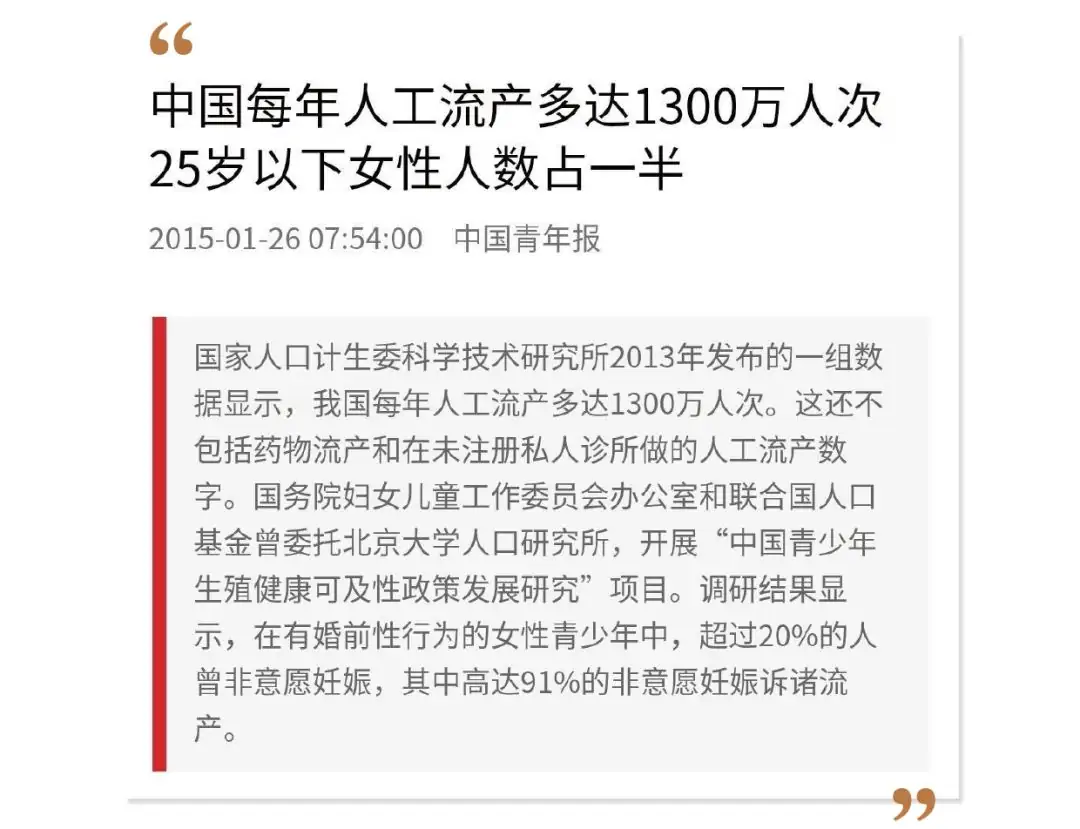 “
中国每年人工流产多达1300万人次
25岁以下女性人数占一半
2015-01-26 07:54:00 中国青年报
国家人口计生委科学技术研究所2013年发布的一组数
据显示，我国每年人工流产多达1300万人次。这还不
包括药物流产和在未注册私人诊所做的人工流产数
字。国务院妇女儿童工作委员会办公室和联合国人口
基金曾委托北京大学人口研究所，开展“中国青少年
生殖健康可及性政策发展研究”项目。调研结果显
示，在有婚前性行为的女性青少年中，超过20%的人
曾非意愿妊娠，其中高达91%的非意愿妊娠诉诸流
产。
”